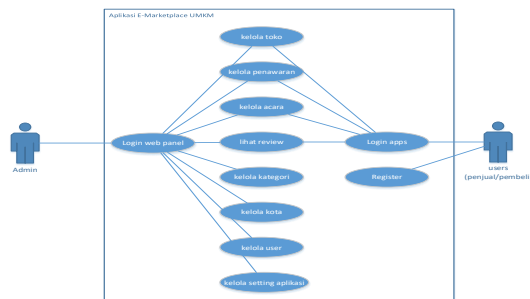 Aplikasi E-Marketplace UMKM
kelola toko
kelola penawaran
kelola acara
Login web panel
lihat review
Login apps
Admin
users
(penjual/pembeli
kelola kategori
Register
kelola kota
kelola user
kelola setting aplikasi